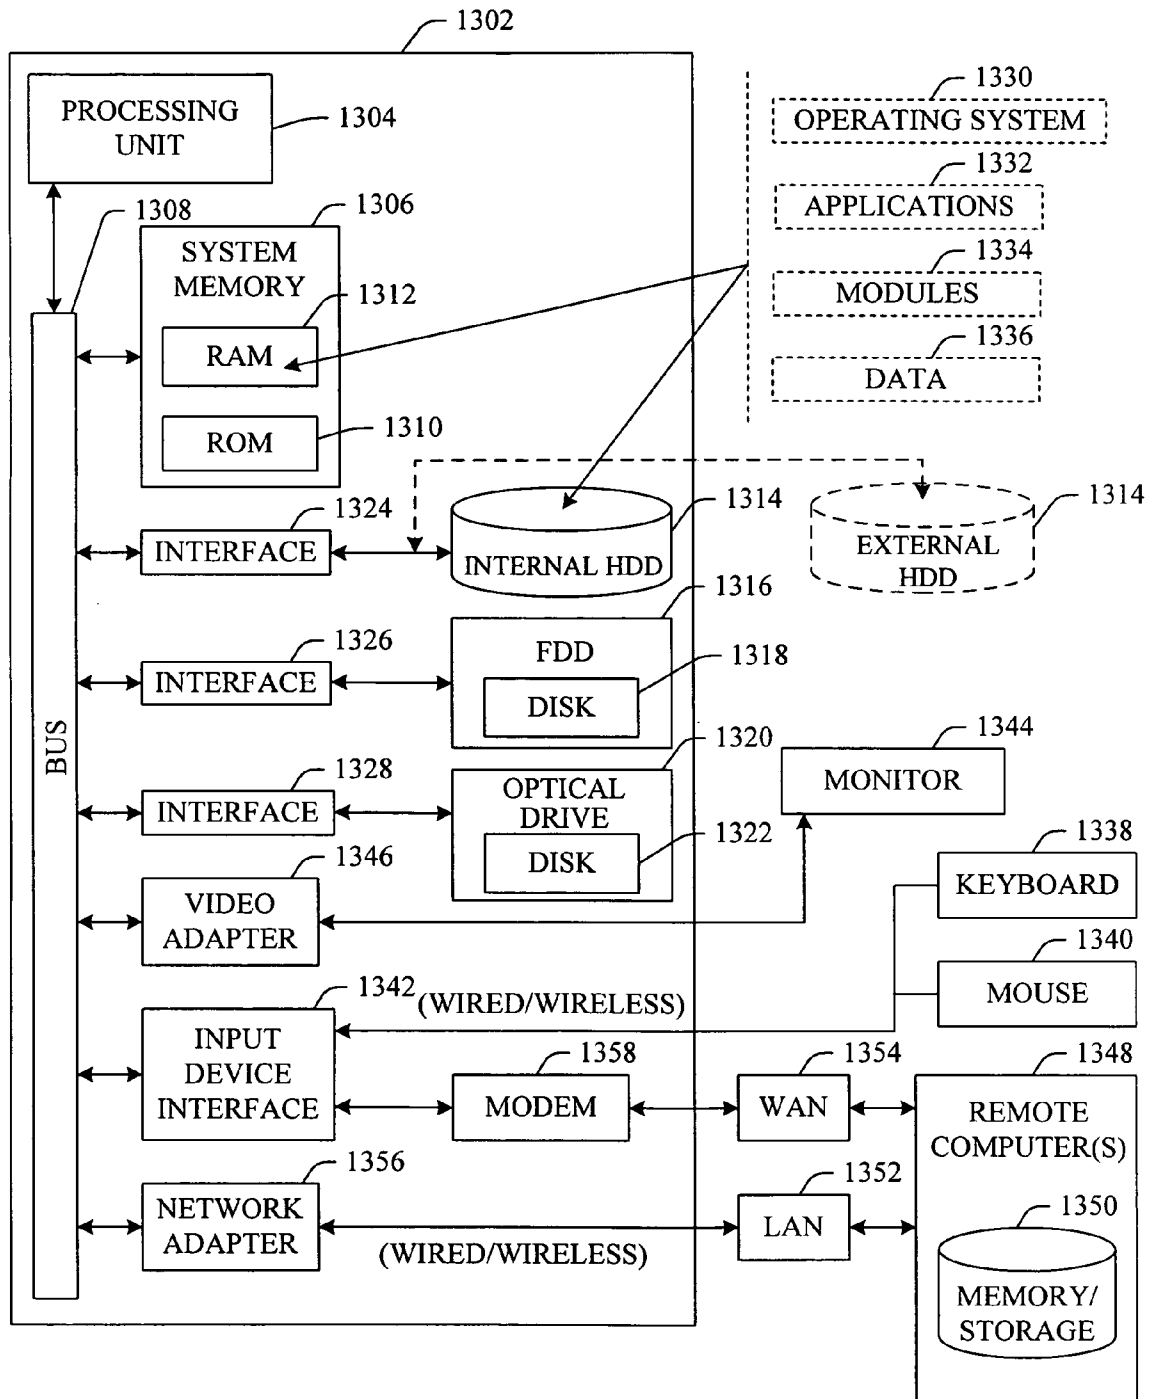 1302
PROCESSING
UNIT
1304
1330
OPERATING SYSTEM
1332
APPLICATIONS
1334
MODULES
1336
DATA
1308
1306
SYSTEM
MEMORY
1312
RAM
1310
ROM
1324
INTERFACE
1314
INTERNAL HDD
1314
EXTERNAL
HDD
1316
FDD
1318
DISK
1326
INTERFACE
BUS
1320
OPTICAL
DRIVE
1322
DISK
1328
INTERFACE
1344
MONITOR
1346
VIDEO
ADAPTER
1338
KEYBOARD
1340
MOUSE
1342
(WIRED/WIRELESS)
INPUT
DEVICE
INTERFACE
1358
MODEM
1354
WAN
1348
REMOTE
COMPUTER(S)
1356
NETWORK
ADAPTER
(WIRED/WIRELESS)
1352
LAN
1350
MEMORY/
STORAGE